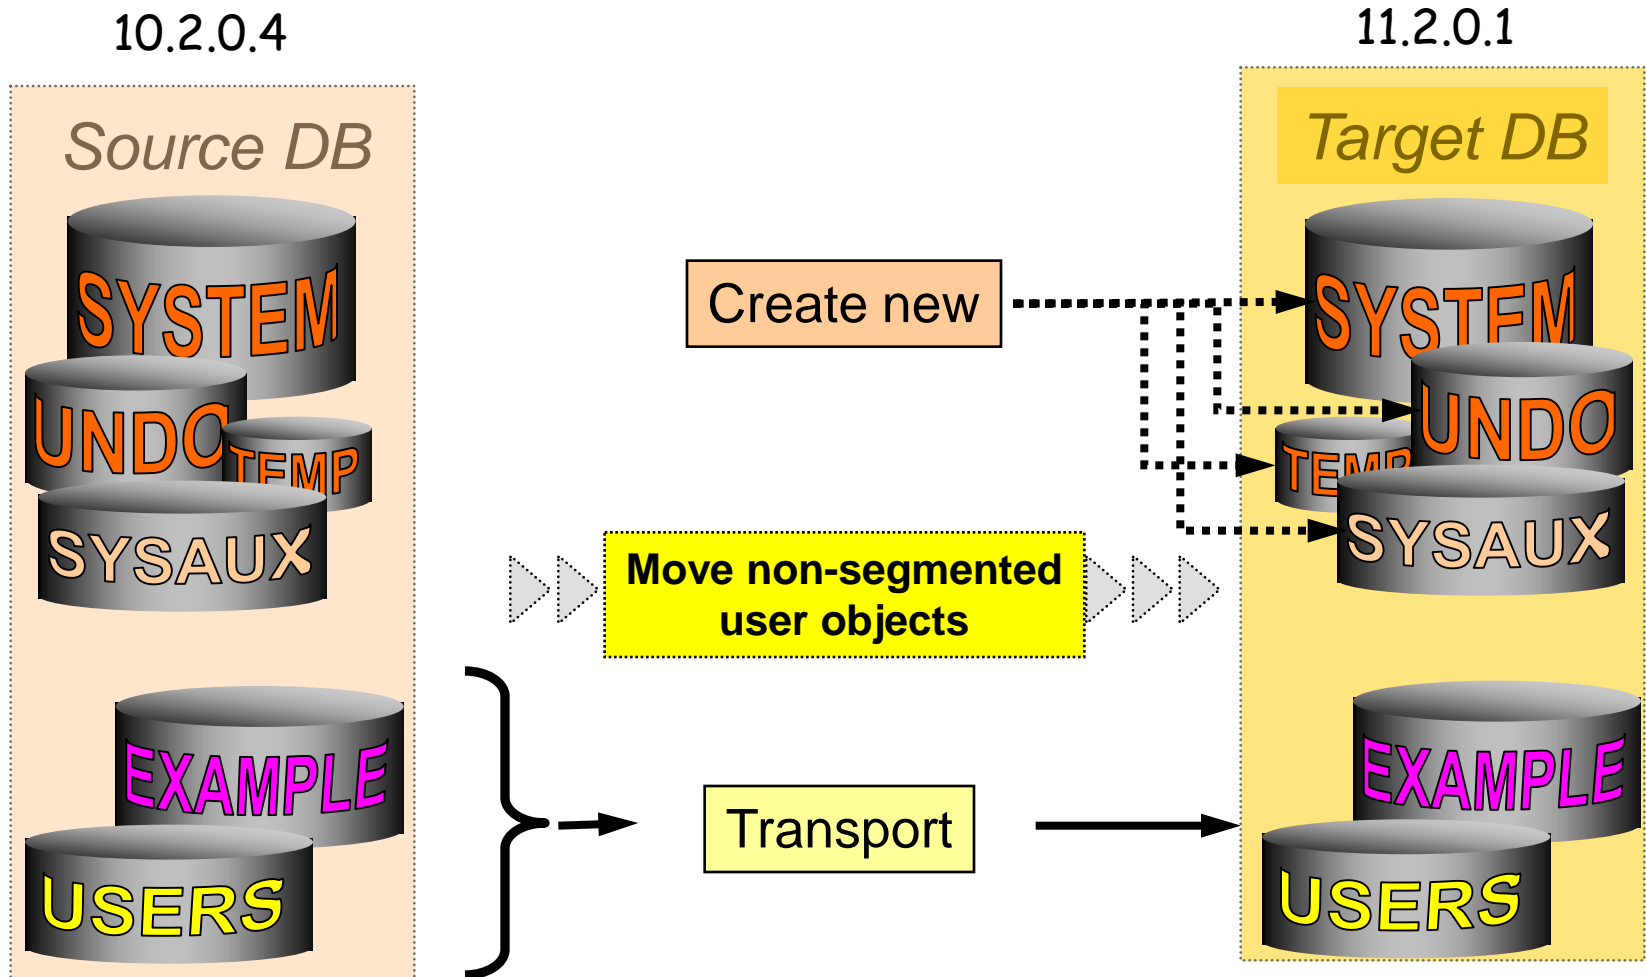 10.2.0.4
11.2.0.1
Source DB
Target DB
SYSTEM
UNDO
TEMP
SYSAUX
EXAMPLE
USERS
Create new
Move non-segmented
user objects
Transport
SYSTEM
UNDO
TEMP
SYSAUX
EXAMPLE
USERS